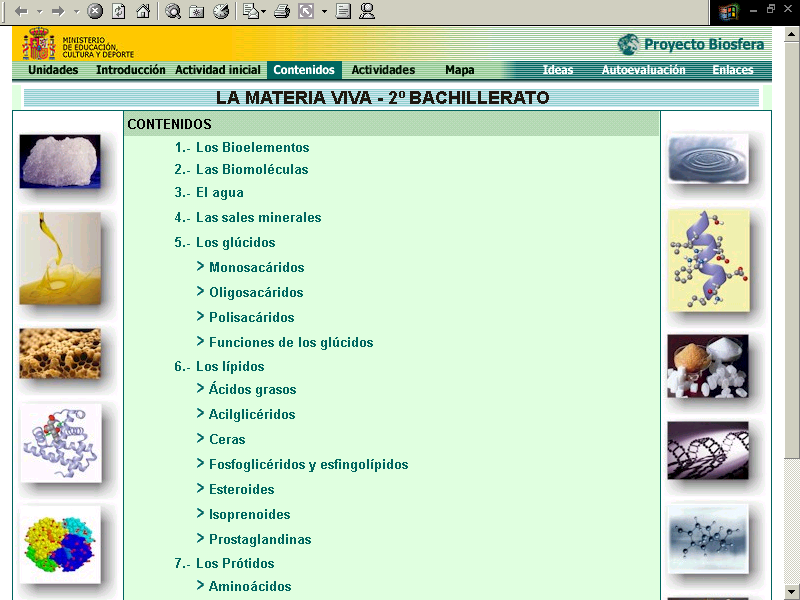 MINISTERIO
DE EDUCACIÓN,
CULTURA Y DEPORTE
Proyecto Biosfera
Unidades Introducción Actividad inicial Contenidos Actividades Mapa Ideas Autoevaluación Enlaces
LA MATERIA VIVA - 2º BACHILLERATO
CONTENIDOS
1.- Los Bioelementos
2.- Las Biomoléculas
3.- El agua
4.- Las sales minerales
5.- Los glúcidos
> Monosacáridos
> Oligosacáridos
> Polisacáridos
> Funciones de los glúcidos
6.- Los lípidos
> Ácidos grasos
> Acilglicéridos
> Ceras
> Fosfoglicéridos y esfingolípidos
> Esteroides
> Isoprenoides
> Prostaglandinas
7.- Los Prótidos
> Aminoácidos